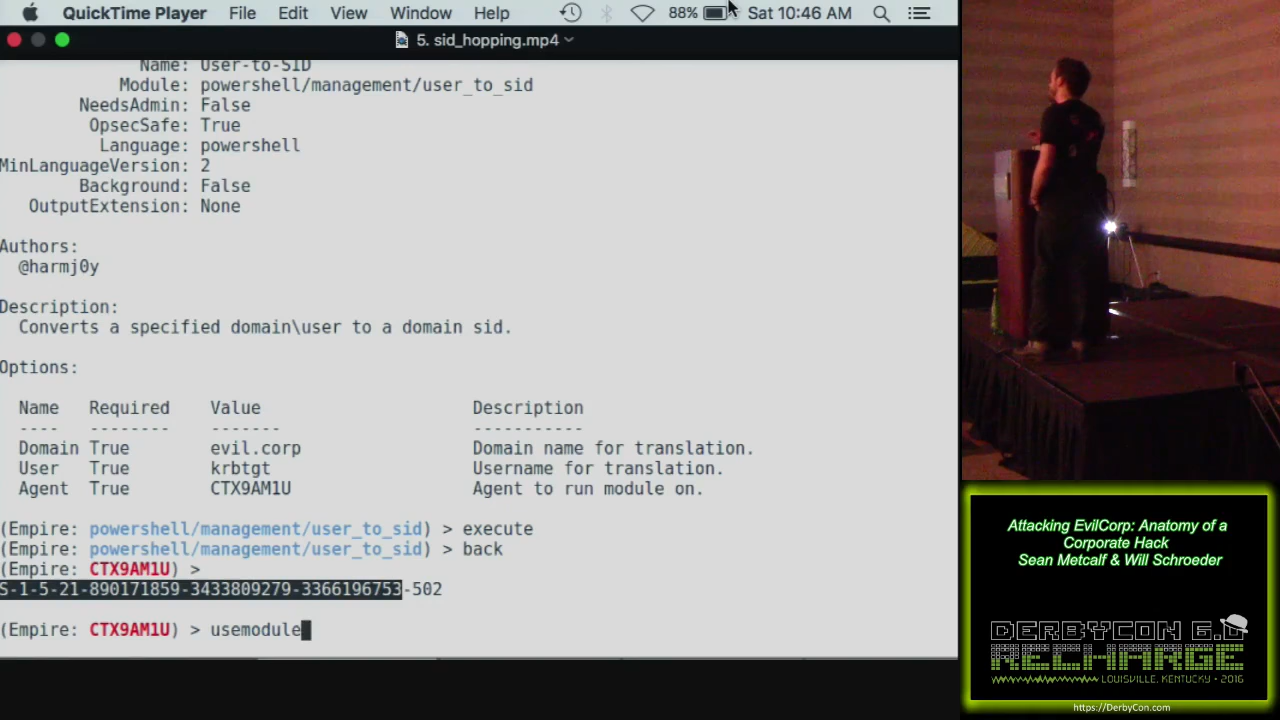 QuickTime Player File Edit View Window Help 88% Sat 10:46 AM
5. sid_hopping.mp4
Name: User-to-SID
Module: powershell/management/user_to_sid
NeedsAdmin: False
OpsecSafe: True
Language: powershell
MinLanguageVersion: 2
Background: False
OutputExtension: None
Authors:
@harmj0y
Description:
Converts a specified domain\user to a domain sid.
Options:
Name Required Value Description
---- -------- ------- -----------
Domain True evil.corp Domain name for translation.
User True krbtgt Username for translation.
Agent True CTX9AM1U Agent to run module on.
(Empire: powershell/management/user_to_sid) > execute
(Empire: powershell/management/user_to_sid) > back
(Empire: CTX9AM1U) >
S-1-5-21-890171859-3433809279-3366196753-502
(Empire: CTX9AM1U) > usemodule
Attacking EvilCorp: Anatomy of a
Corporate Hack
Sean Metcalf & Will Schroeder
DERBYCON 6.0
RECHARGE
LOUISVILLE, KENTUCKY • 2016
https://DerbyCon.com